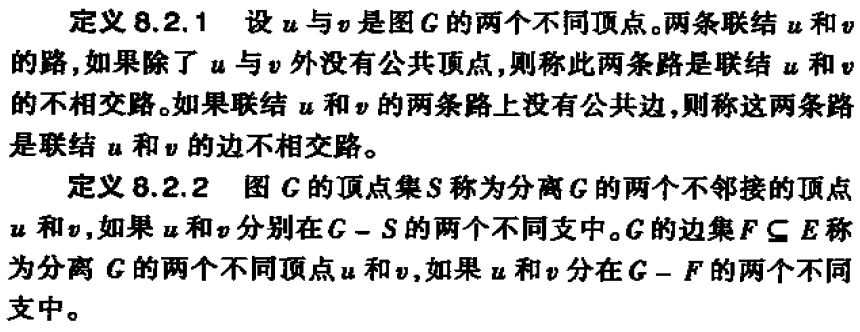 定义 8.2.1 设 u 与 v 是图 G 的两个不同顶点。两条联结 u 和 v
的路,如果除了 u 与 v 外没有公共顶点,则称此两条路是联结 u 和 v
的不相交路。如果联结 u 和 v 的两条路上没有公共边,则称这两条路
是联结 u 和 v 的边不相交路。
定义 8.2.2 图 G 的顶点集 S 称为分离 G 的两个不邻接的顶点
u 和 v,如果 u 和 v 分别在 G – S 的两个不同支中。G 的边集 F ⊆ E 称
为分离 G 的两个不同顶点 u 和 v,如果 u 和 v 分在 G – F 的两个不同
支中。